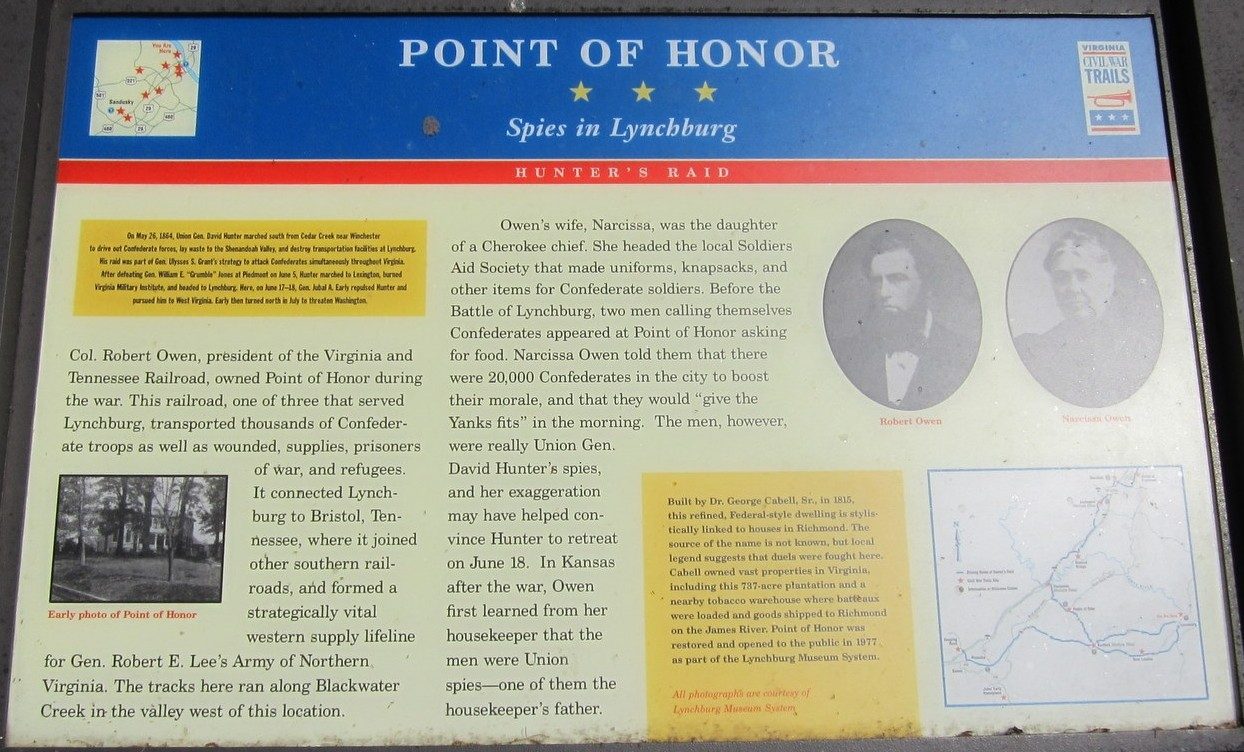 POINT OF HONOR
Spies in Lynchburg
HUNTER'S RAID
You Are
Here
Sandusky
VIRGINIA
CIVIL WAR
TRAILS
On May 26, 1864, Union Gen. David Hunter marched south from Cedar Creek near Winchester
to drive out Confederate forces, lay waste to the Shenandoah Valley, and destroy transportation facilities at Lynchburg.
His raid was part of Gen. Ulysses S. Grant's strategy to attack Confederates simultaneously throughout Virginia.
After defeating Gen. William E. "Grumble" Jones at Piedmont on June 5, Hunter marched to Lexington, burned
Virginia Military Institute, and headed to Lynchburg. Here, on June 17–18, Gen. Jubal A. Early repulsed Hunter and
pursued him to West Virginia. Early then turned north in July to threaten Washington.
Col. Robert Owen, president of the Virginia and
Tennessee Railroad, owned Point of Honor during
the war. This railroad, one of three that served
Lynchburg, transported thousands of Confeder-
ate troops as well as wounded, supplies, prisoners
of war, and refugees.
It connected Lynch-
burg to Bristol, Ten-
nessee, where it joined
other southern rail-
roads, and formed a
strategically vital
western supply lifeline
for Gen. Robert E. Lee's Army of Northern
Virginia. The tracks here ran along Blackwater
Creek in the valley west of this location.
Early photo of Point of Honor
Owen's wife, Narcissa, was the daughter
of a Cherokee chief. She headed the local Soldiers
Aid Society that made uniforms, knapsacks, and
other items for Confederate soldiers. Before the
Battle of Lynchburg, two men calling themselves
Confederates appeared at Point of Honor asking
for food. Narcissa Owen told them that there
were 20,000 Confederates in the city to boost
their morale, and that they would "give the
Yanks fits" in the morning. The men, however,
were really Union Gen.
David Hunter's spies,
and her exaggeration
may have helped con-
vince Hunter to retreat
on June 18. In Kansas
after the war, Owen
first learned from her
housekeeper that the
men were Union
spies—one of them the
housekeeper's father.
Robert Owen
Narcissa Owen
Built by Dr. George Cabell, Sr., in 1815,
this refined, Federal-style dwelling is stylis-
tically linked to houses in Richmond. The
source of the name is not known, but local
legend suggests that duels were fought here.
Cabell owned vast properties in Virginia,
including this 737-acre plantation and a
nearby tobacco warehouse where batteaux
were loaded and goods shipped to Richmond
on the James River. Point of Honor was
restored and opened to the public in 1977
as part of the Lynchburg Museum System.
All photographs are courtesy of
Lynchburg Museum System